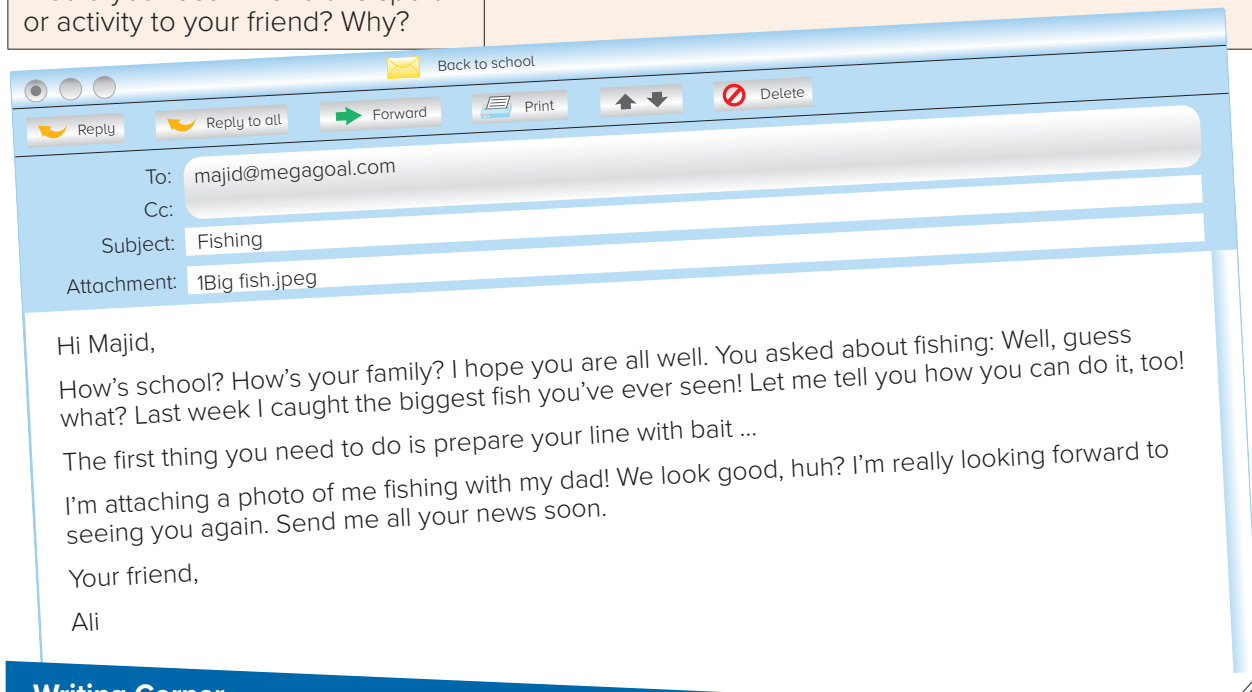 or activity to your friend? Why?
Back to school
Reply
Reply to all
Forward
Print
Delete
To: majid@megagoal.com
Cc:
Subject: Fishing
Attachment: 1Big fish.jpeg
Hi Majid,
How's school? How's your family? I hope you are all well. You asked about fishing: Well, guess
what? Last week I caught the biggest fish you've ever seen! Let me tell you how you can do it, too!
The first thing you need to do is prepare your line with bait ...
I'm attaching a photo of me fishing with my dad! We look good, huh? I'm really looking forward to
seeing you again. Send me all your news soon.
Your friend,
Ali
Writing Corner